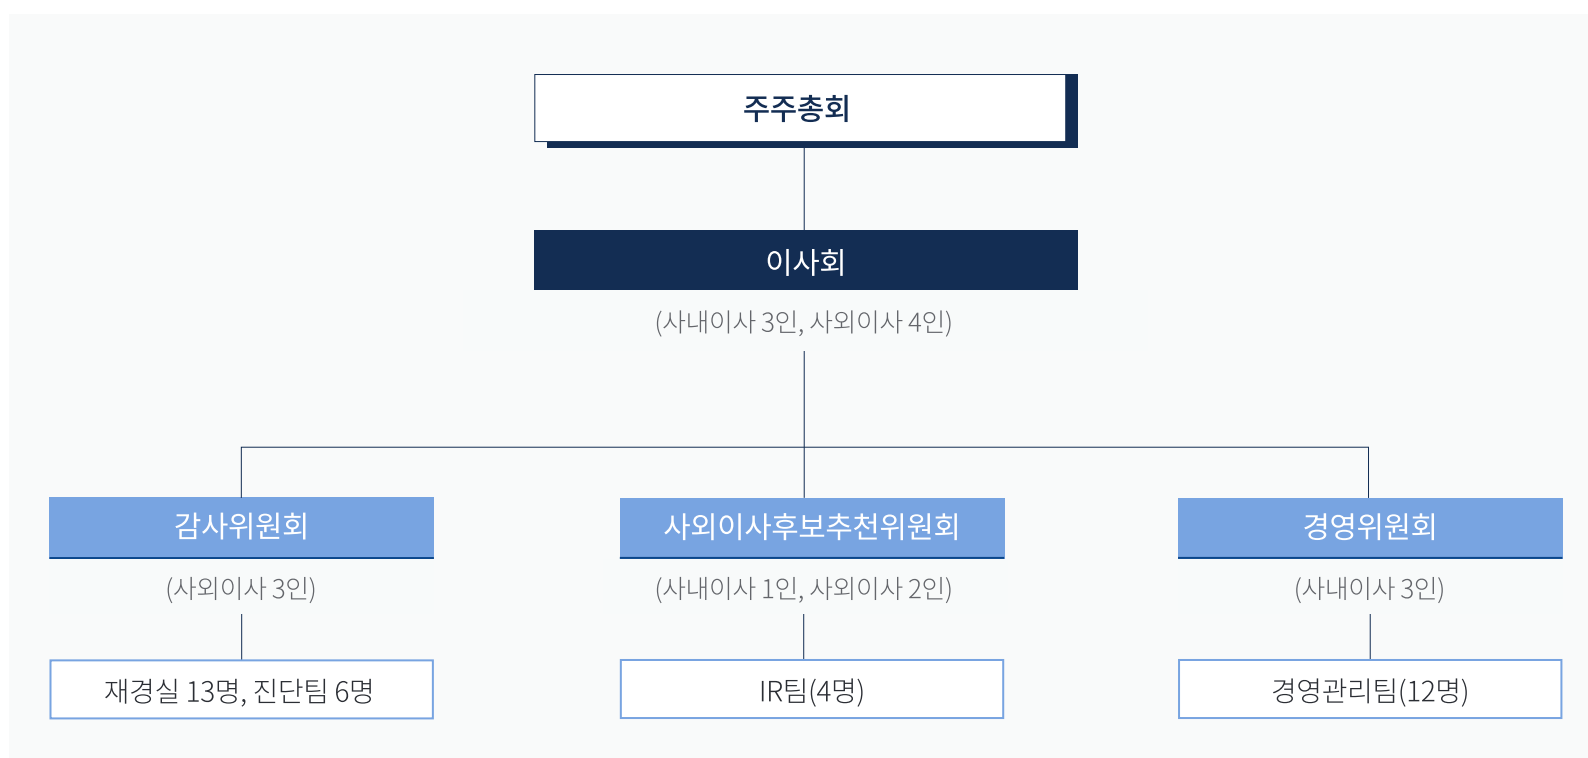 주주총회
이사회
(사내이사 3인, 사외이사 4인)
감사위원회
사외이사후보추천위원회
경영위원회
(사외이사 3인)
(사내이사 1인, 사외이사 2인)
(사내이사 3인)
재경실 13명, 진단팀 6명
IR팀(4명)
경영관리팀(12명)